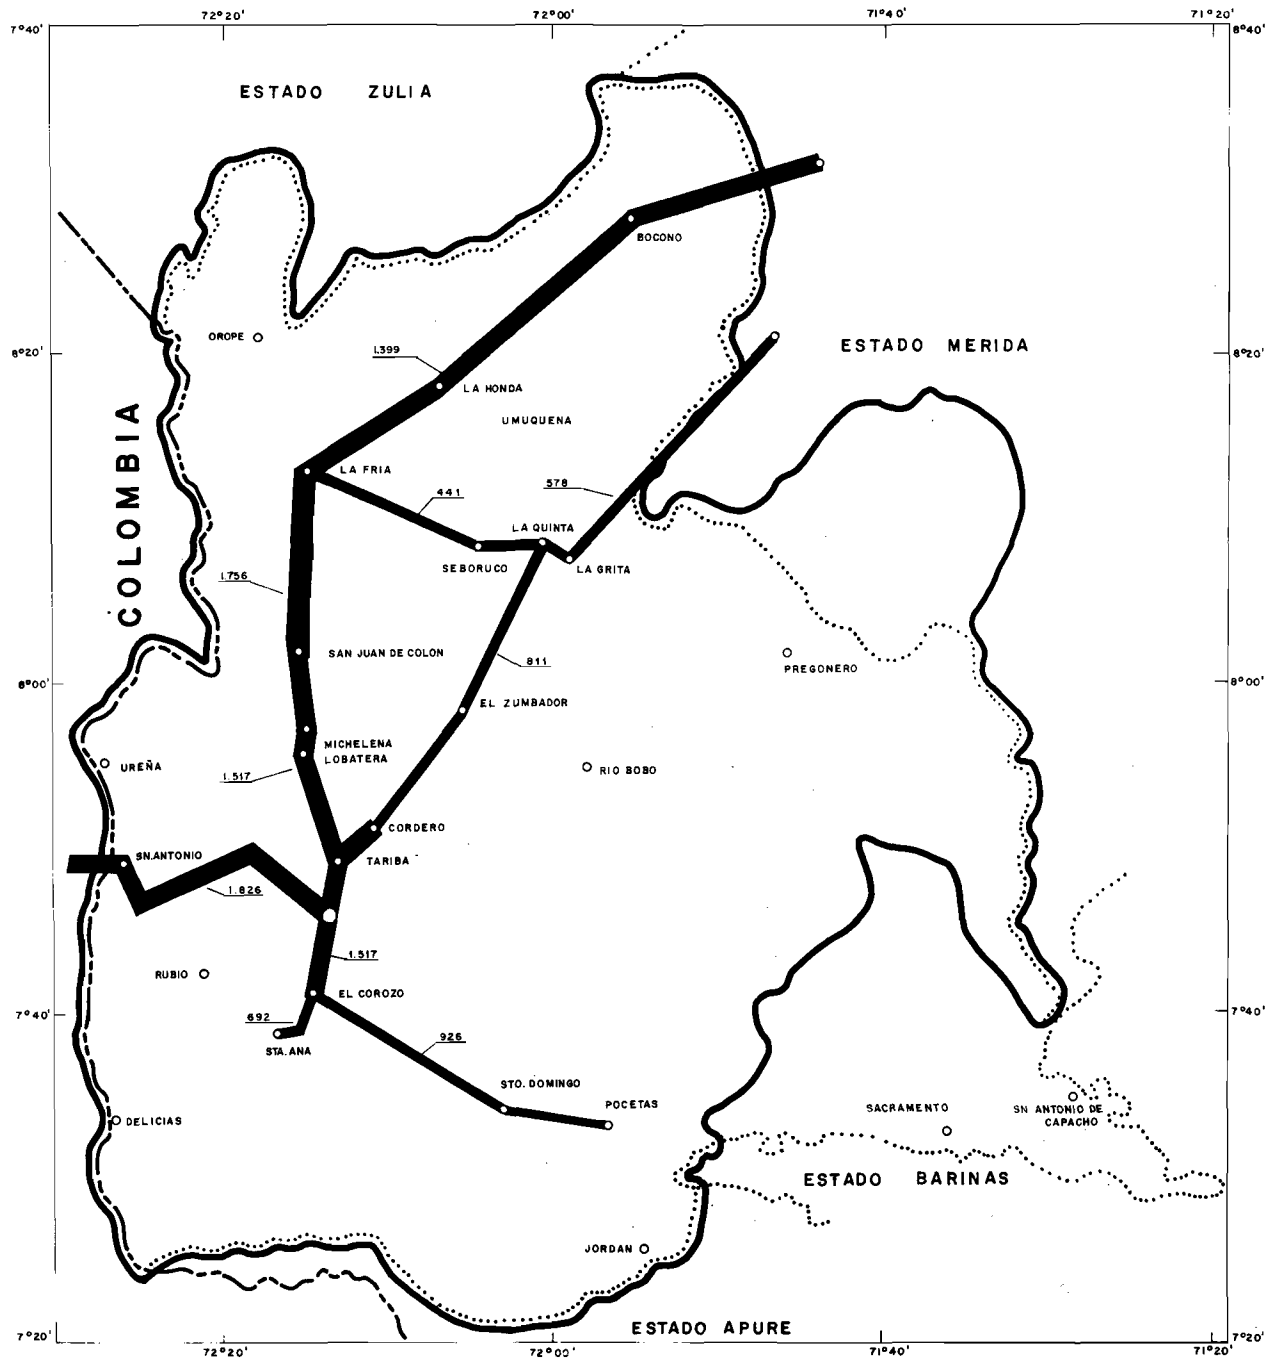 72°20'
72°00'
71°40'
71°20'
7°40'
8°40'
ESTADO ZULIA
BOCONO
OROPE
8°20'
1.399
ESTADO MERIDA
8°20'
LA HONDA
UMUQUENA
COLOMBIA
LA FRIA
441
578
LA QUINTA
SEBORUCO
LA GRITA
1.756
SAN JUAN DE COLON
811
PREGONERO
8°00'
8°00'
EL ZUMBADOR
MICHELENA
LOBATERA
UREÑA
1.517
RIO BOBO
CORDERO
SN. ANTONIO
TARIBA
1.826
1.517
RUBIO
EL COROZO
7°40'
692
7°40'
926
STA. ANA
STO. DOMINGO
POCETAS
SACRAMENTO
SN ANTONIO DE
CAPACHO
DELICIAS
ESTADO BARINAS
JORDAN
ESTADO APURE
7°20'
7°20'
72°20'
72°00'
71°40'
71°20'